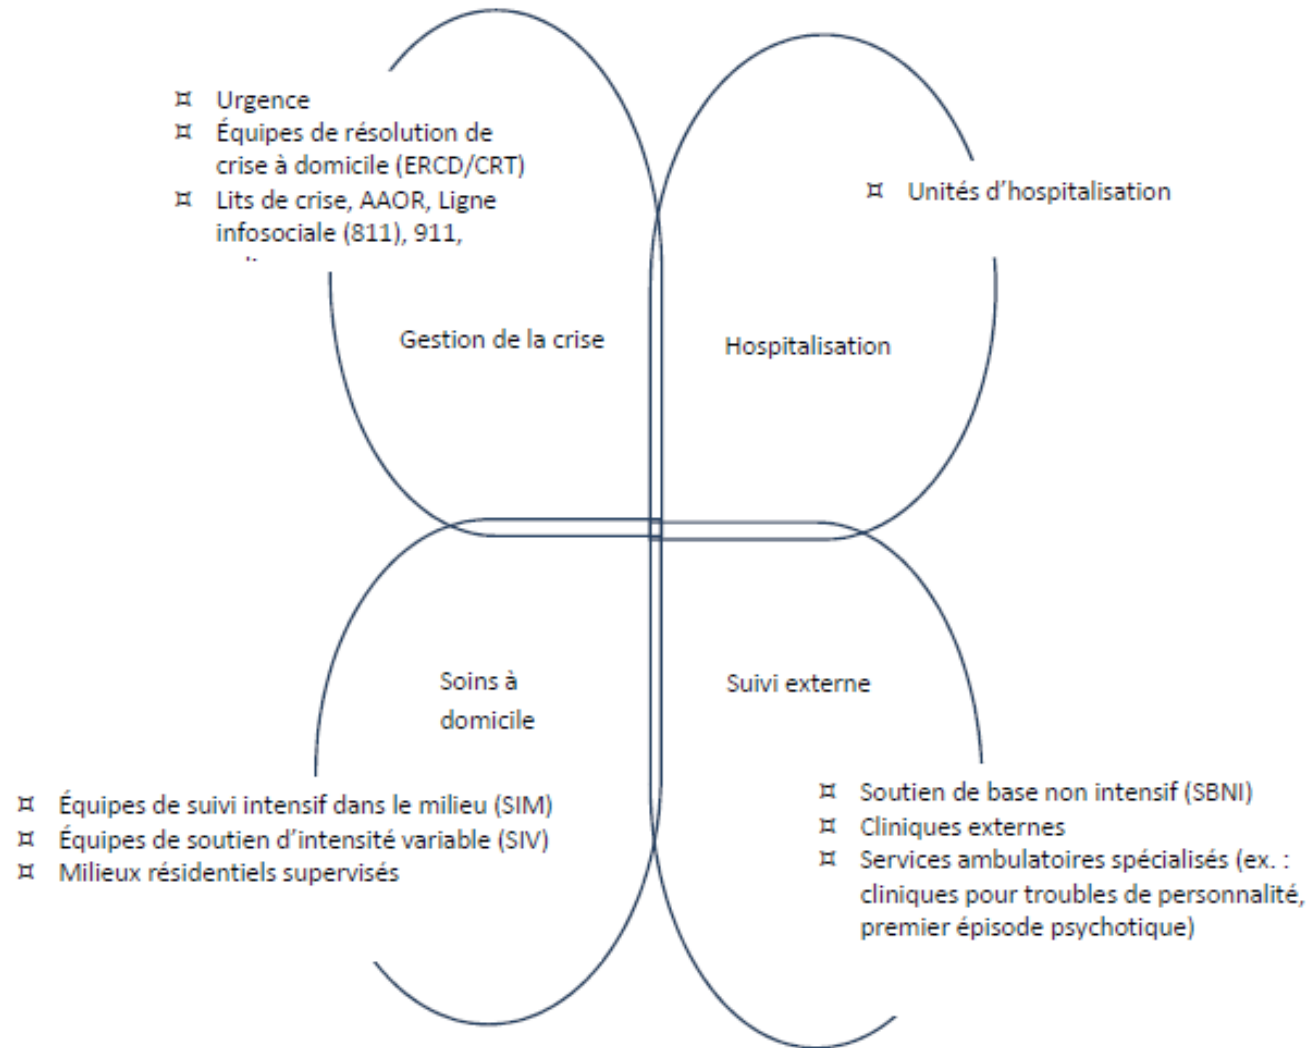 ¤ Urgence
¤ Équipes de résolution de
crise à domicile (ERCD/CRT)
¤ Lits de crise, AAOR, Ligne
infosociale (811), 911,
Gestion de la crise
¤ Unités d’hospitalisation
Hospitalisation
Soins à
domicile
¤ Équipes de suivi intensif dans le milieu (SIM)
¤ Équipes de soutien d’intensité variable (SIV)
¤ Milieux résidentiels supervisés
Suivi externe
¤ Soutien de base non intensif (SBNI)
¤ Cliniques externes
¤ Services ambulatoires spécialisés (ex. :
cliniques pour troubles de personnalité,
premier épisode psychotique)